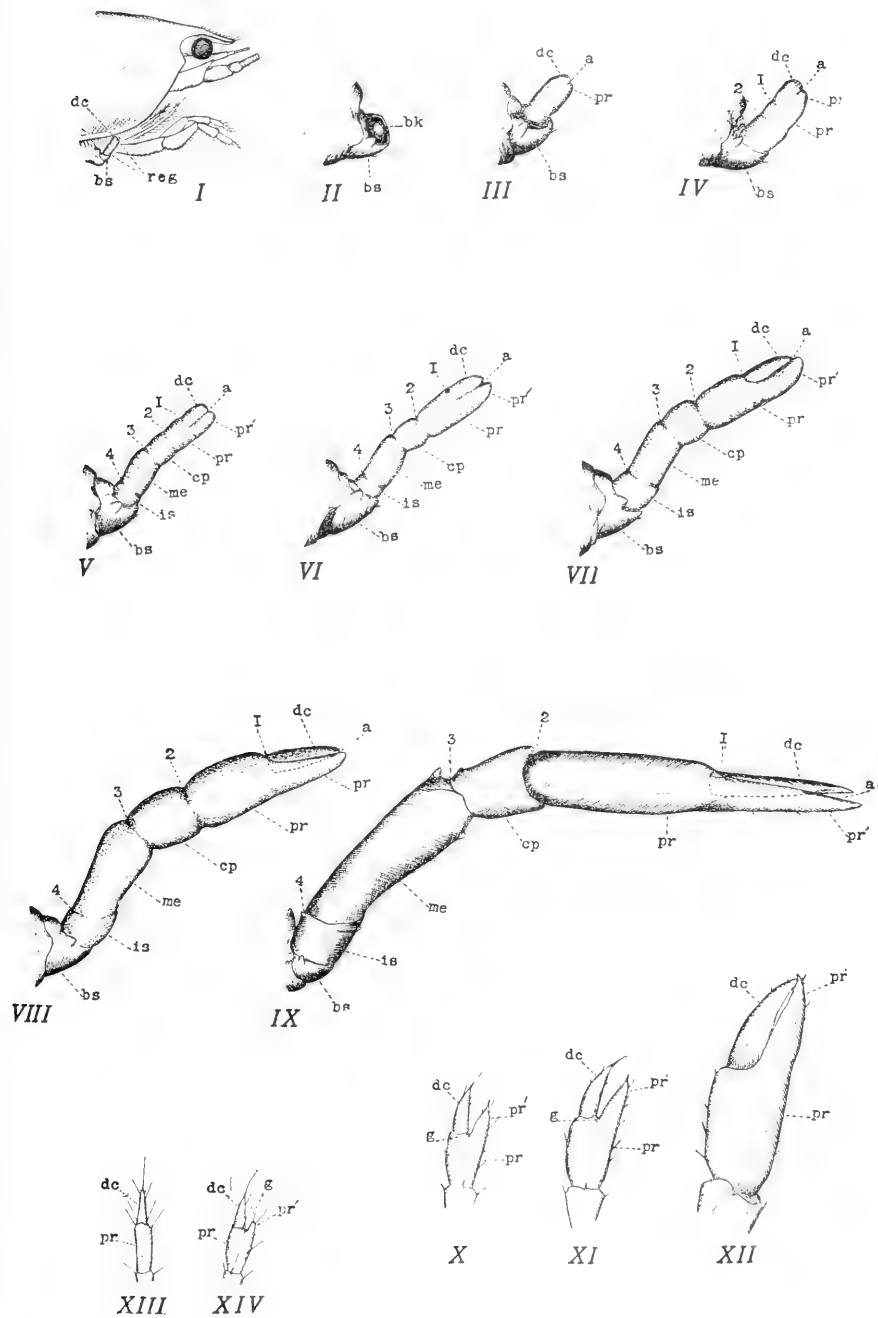 dc
bs
reg
I
bk
bs
II
dc
a
pr
bs
III
dc
a
I
2
pr
pr
bs
IV
dc
a
I
2
3
4
pr′
pr
cp
me
is
bs
V
dc
a
I
2
3
4
pr′
pr
cp
me
is
bs
VI
dc
a
I
2
3
4
pr′
pr
cp
me
is
bs
VII
dc
a
I
2
3
4
pr
pr
cp
me
is
bs
VIII
3
2
I
dc
a
4
pr
pr′
cp
me
is
bs
IX
dc
pr′
g
pr
X
dc
pr′
g
pr
XI
dc
pr′
pr
XII
dc
pr
XIII
dc
g
pr′
pr
XIV